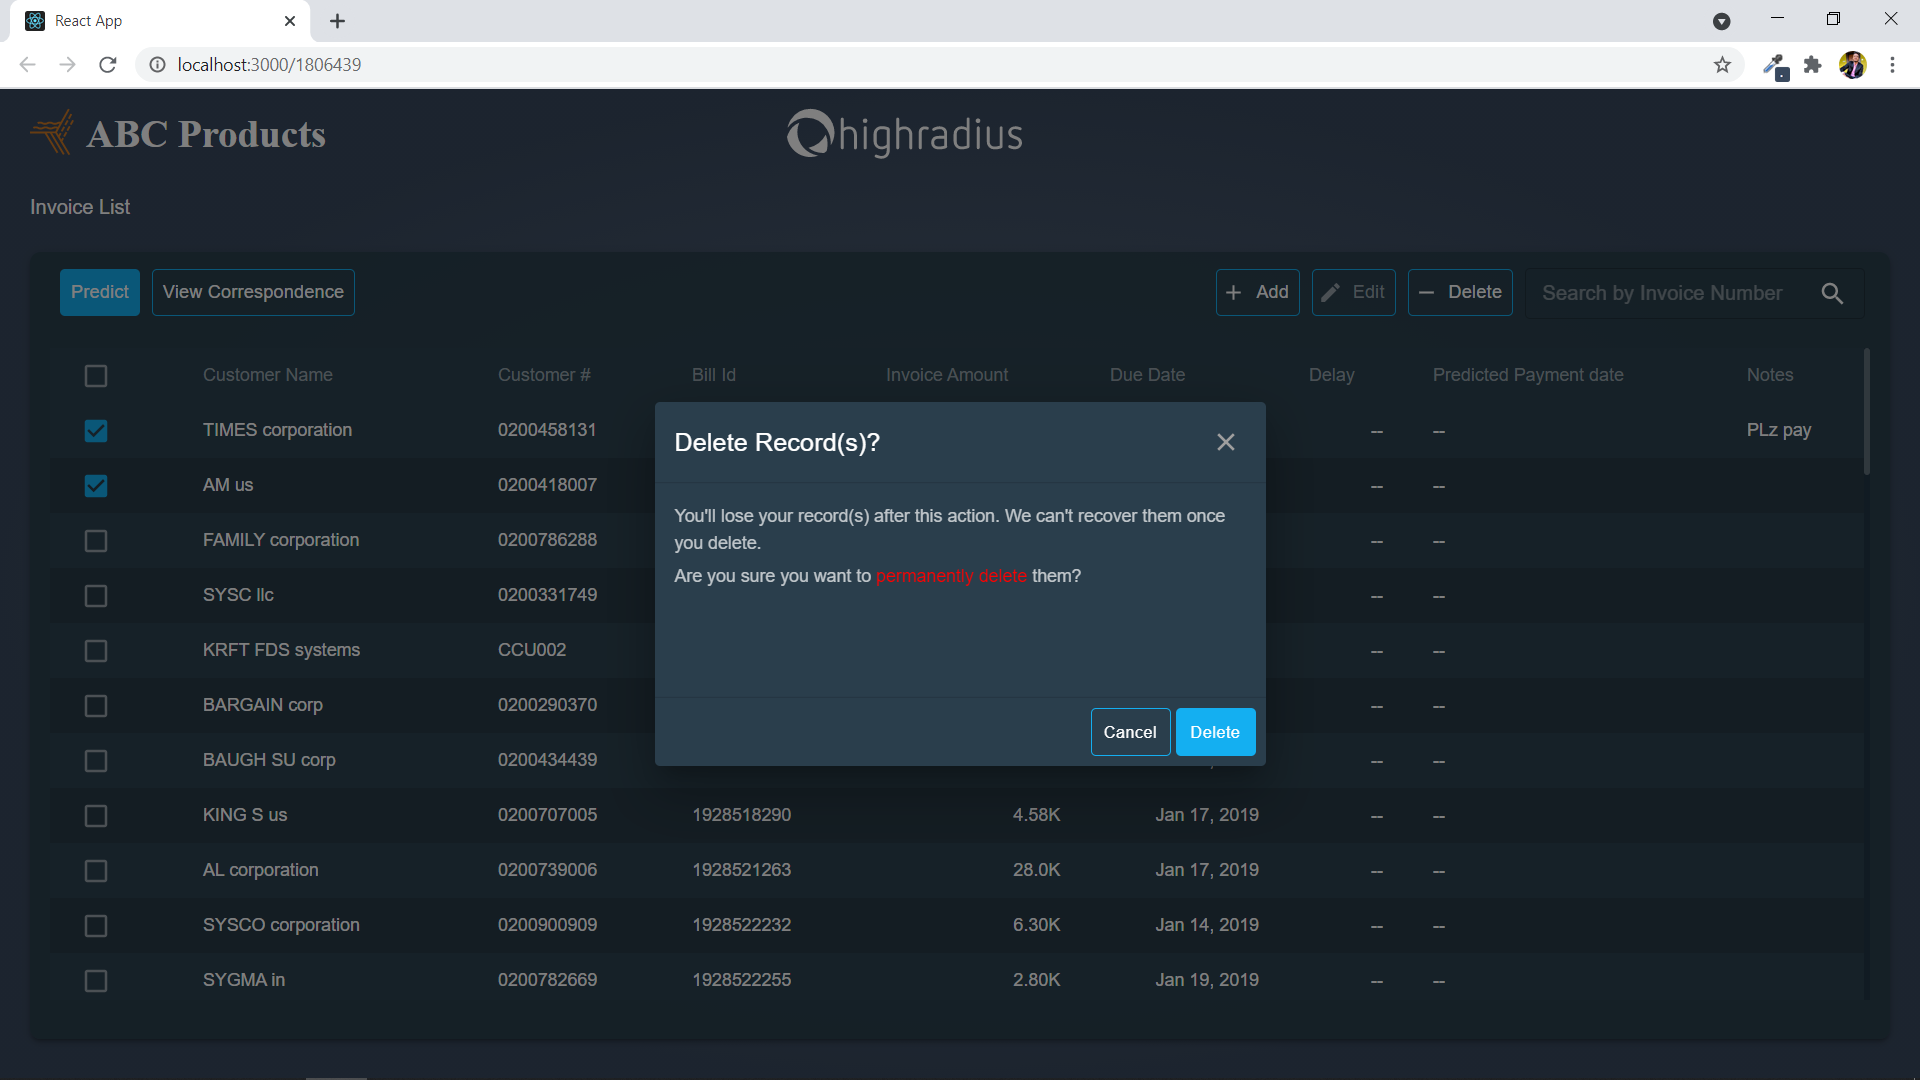 React App
localhost:3000/1806439
ABC Products
highradius
Invoice List
Predict View Correspondence Add Edit Delete Search by Invoice Number
Customer Name Customer # Bill Id Invoice Amount Due Date Delay Predicted Payment date Notes
TIMES corporation 0200458131 -- -- PLz pay
AM us 0200418007 -- --
FAMILY corporation 0200786288 -- --
SYSC llc 0200331749 -- --
KRFT FDS systems CCU002 -- --
BARGAIN corp 0200290370 -- --
BAUGH SU corp 0200434439 -- --
KING S us 0200707005 1928518290 4.58K Jan 17, 2019 -- --
AL corporation 0200739006 1928521263 28.0K Jan 17, 2019 -- --
SYSCO corporation 0200900909 1928522232 6.30K Jan 14, 2019 -- --
SYGMA in 0200782669 1928522255 2.80K Jan 19, 2019 -- --
Delete Record(s)?
You'll lose your record(s) after this action. We can't recover them once
you delete.
Are you sure you want to permanently delete them?
Cancel Delete